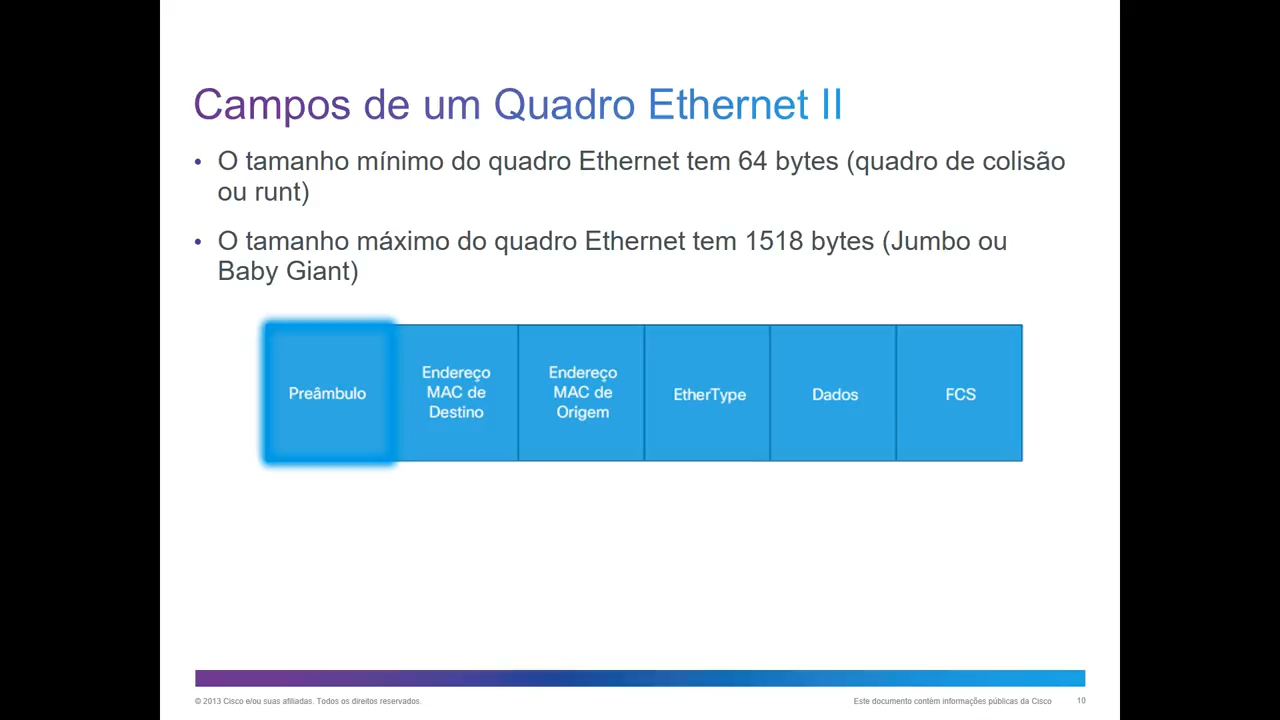 Campos de um Quadro Ethernet II
• O tamanho mínimo do quadro Ethernet tem 64 bytes (quadro de colisão
ou runt)
• O tamanho máximo do quadro Ethernet tem 1518 bytes (Jumbo ou
Baby Giant)
Preâmbulo
Endereço
MAC de
Destino
Endereço
MAC de
Origem
EtherType
Dados
FCS
© 2013 Cisco e/ou suas afiliadas. Todos os direitos reservados.
Este documento contém informações públicas da Cisco
10